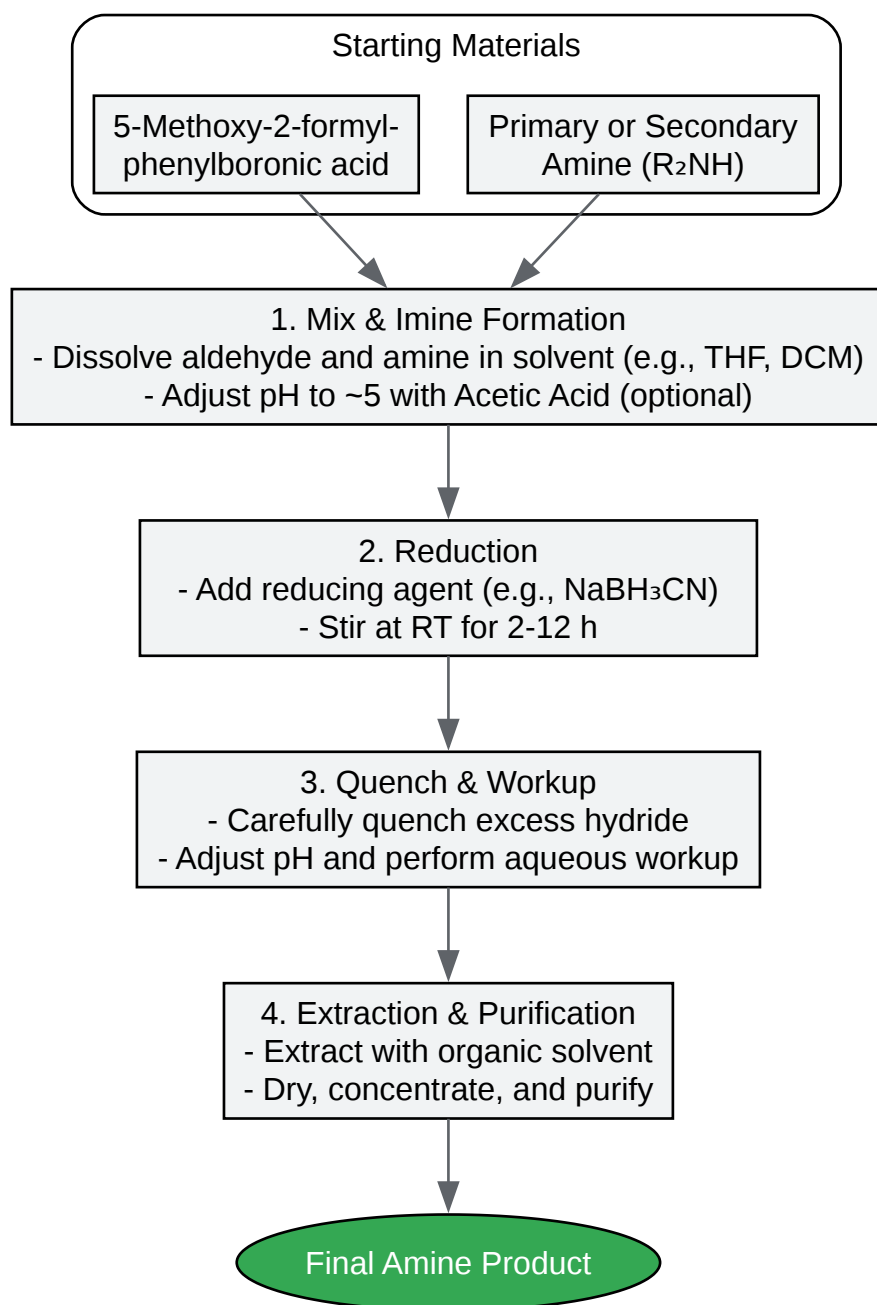 Starting Materials
5-Methoxy-2-formyl-
phenylboronic acid
Primary or Secondary
Amine (R₂NH)
1. Mix & Imine Formation
- Dissolve aldehyde and amine in solvent (e.g., THF, DCM)
- Adjust pH to ~5 with Acetic Acid (optional)
2. Reduction
- Add reducing agent (e.g., NaBH₃CN)
- Stir at RT for 2-12 h
3. Quench & Workup
- Carefully quench excess hydride
- Adjust pH and perform aqueous workup
4. Extraction & Purification
- Extract with organic solvent
- Dry, concentrate, and purify
Final Amine Product